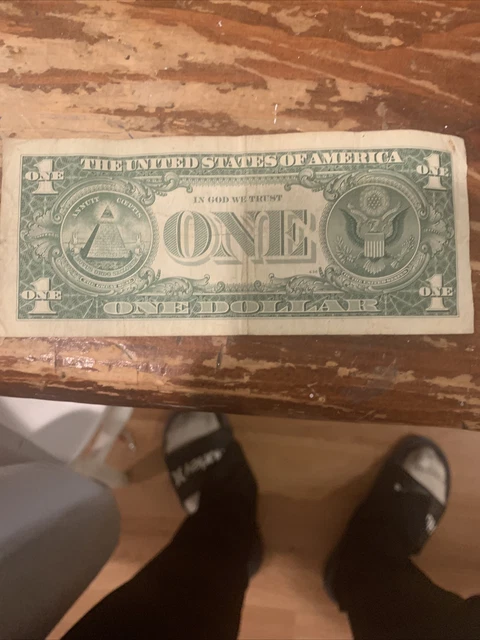 THE UNITED STATES OF AMERICA
1
ONE
1
ONE
IN GOD WE TRUST
ANNUIT COEPTIS
ONE
1
ONE
1
ONE
ONE DOLLAR